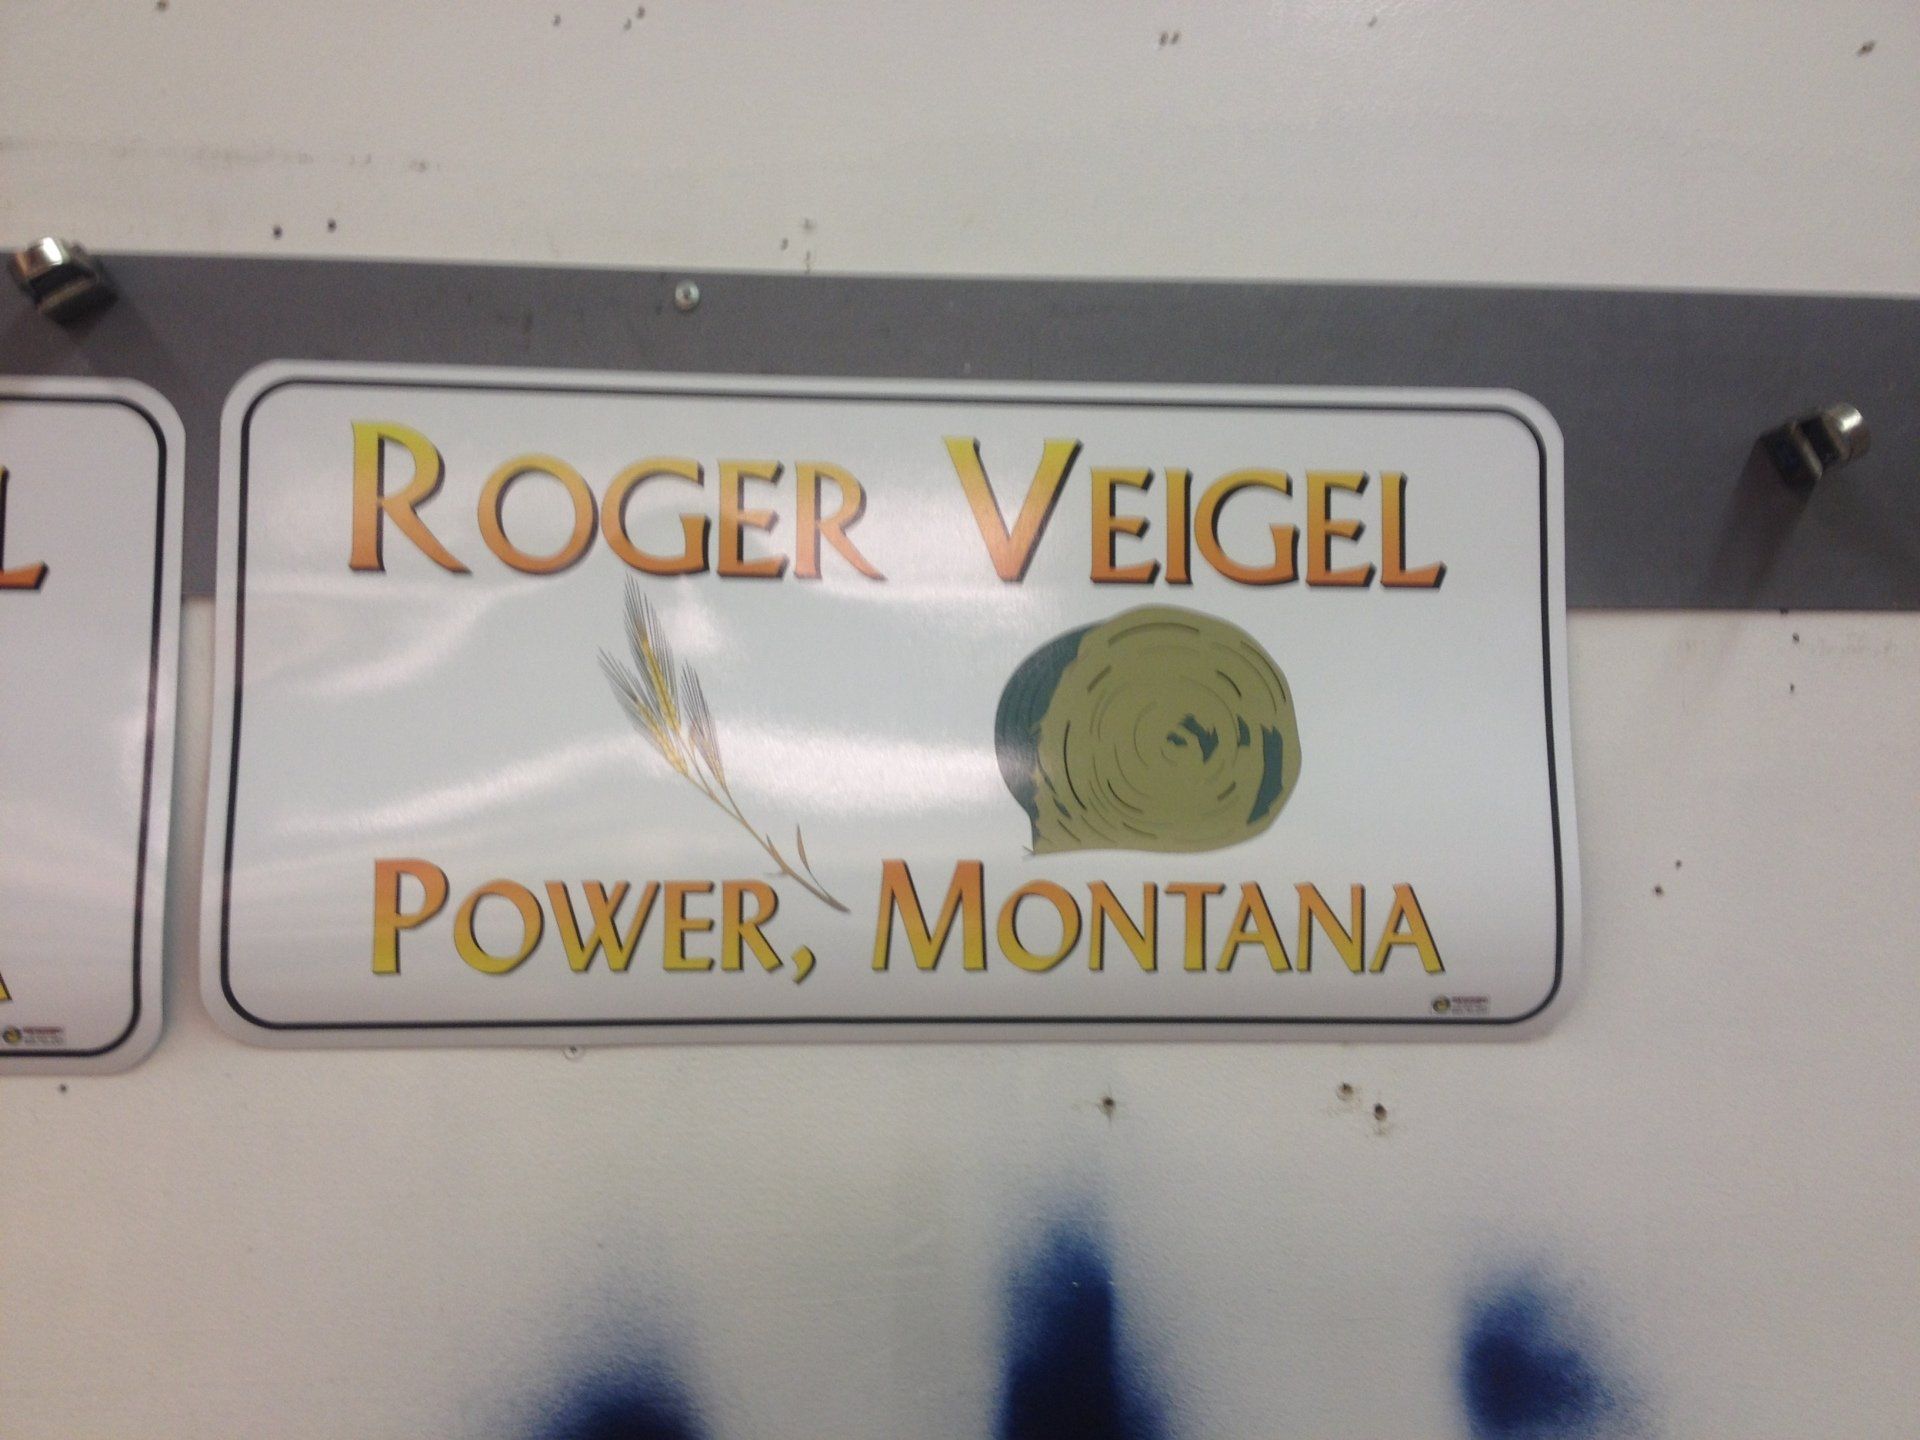 Roger Veigel
Power, Montana